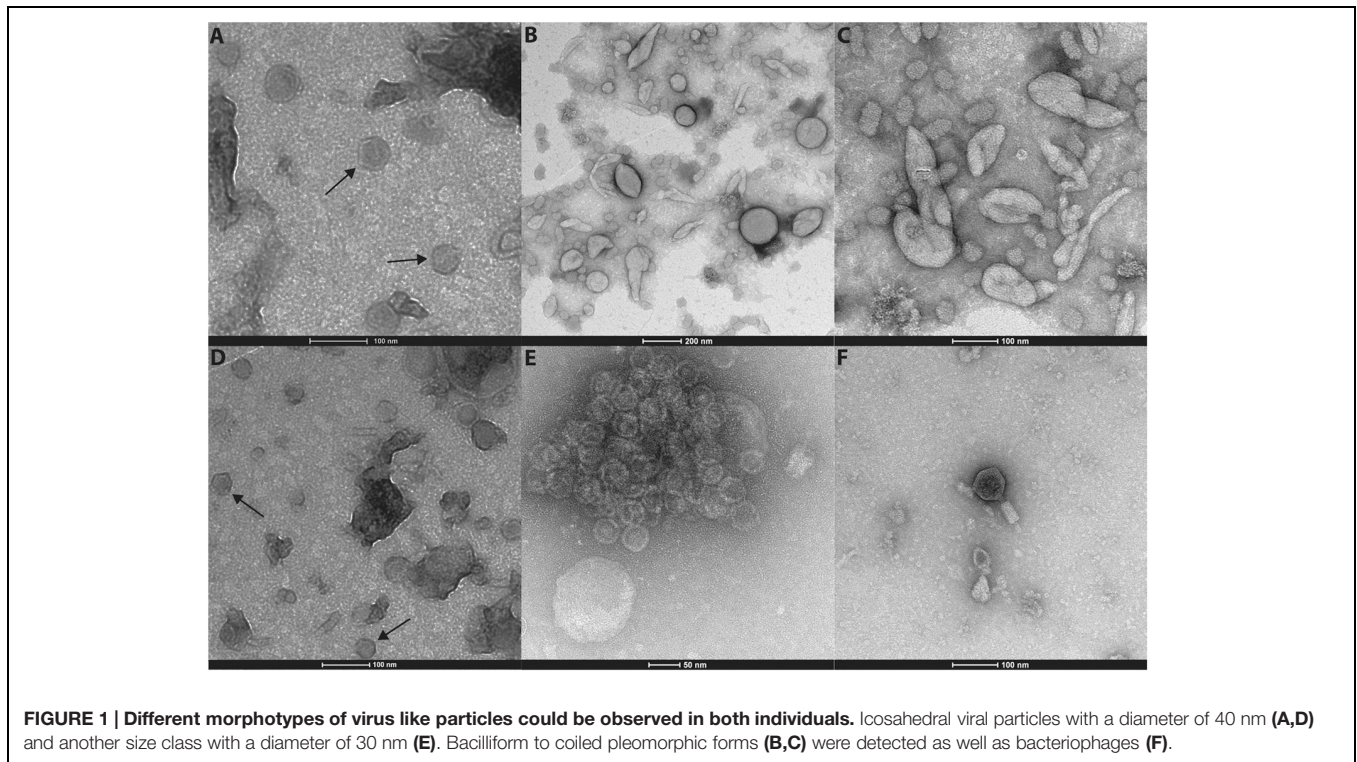 A
B
C
100 nm
200 nm
100 nm
D
E
F
100 nm
50 nm
100 nm
FIGURE 1 | Different morphotypes of virus like particles could be observed in both individuals. Icosahedral viral particles with a diameter of 40 nm (A,D)
and another size class with a diameter of 30 nm (E). Bacilliform to coiled pleomorphic forms (B,C) were detected as well as bacteriophages (F).